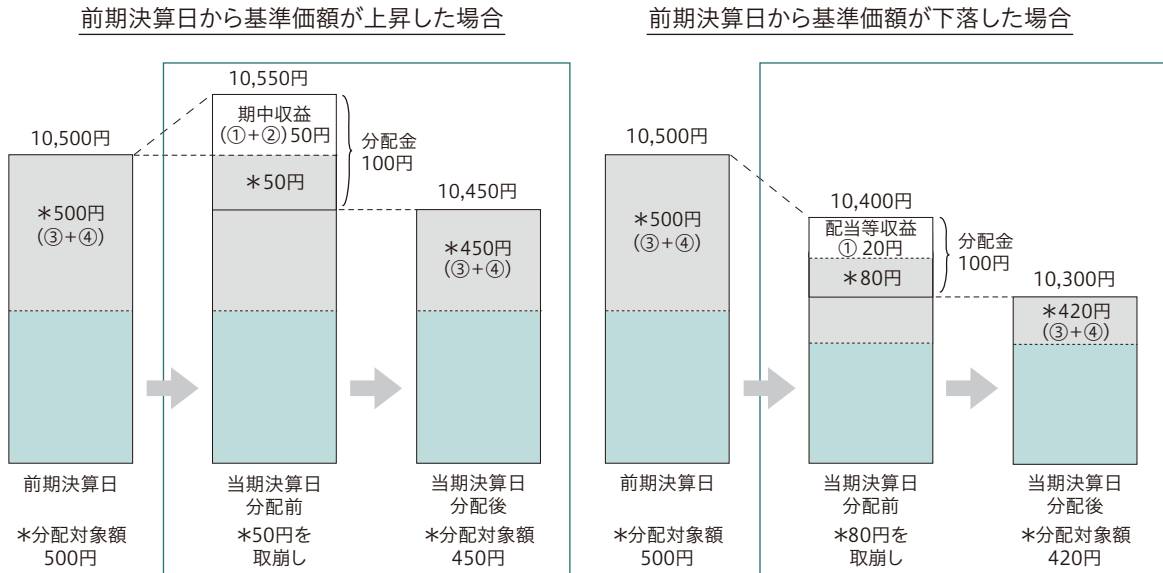 前期決算日から基準価額が上昇した場合
10,550円
期中収益
(①+②)50円
分配金
100円
10,500円
*50円
10,450円
*500円
(③+④)
*450円
(③+④)
前期決算日
当期決算日
分配前
当期決算日
分配後
*分配対象額
500円
*50円を
取崩し
*分配対象額
450円
前期決算日から基準価額が下落した場合
10,500円
10,400円
*500円
(③+④)
配当等収益
① 20円
分配金
100円
*80円
10,300円
*420円
(③+④)
前期決算日
当期決算日
分配前
当期決算日
分配後
*分配対象額
500円
*80円を
取崩し
*分配対象額
420円